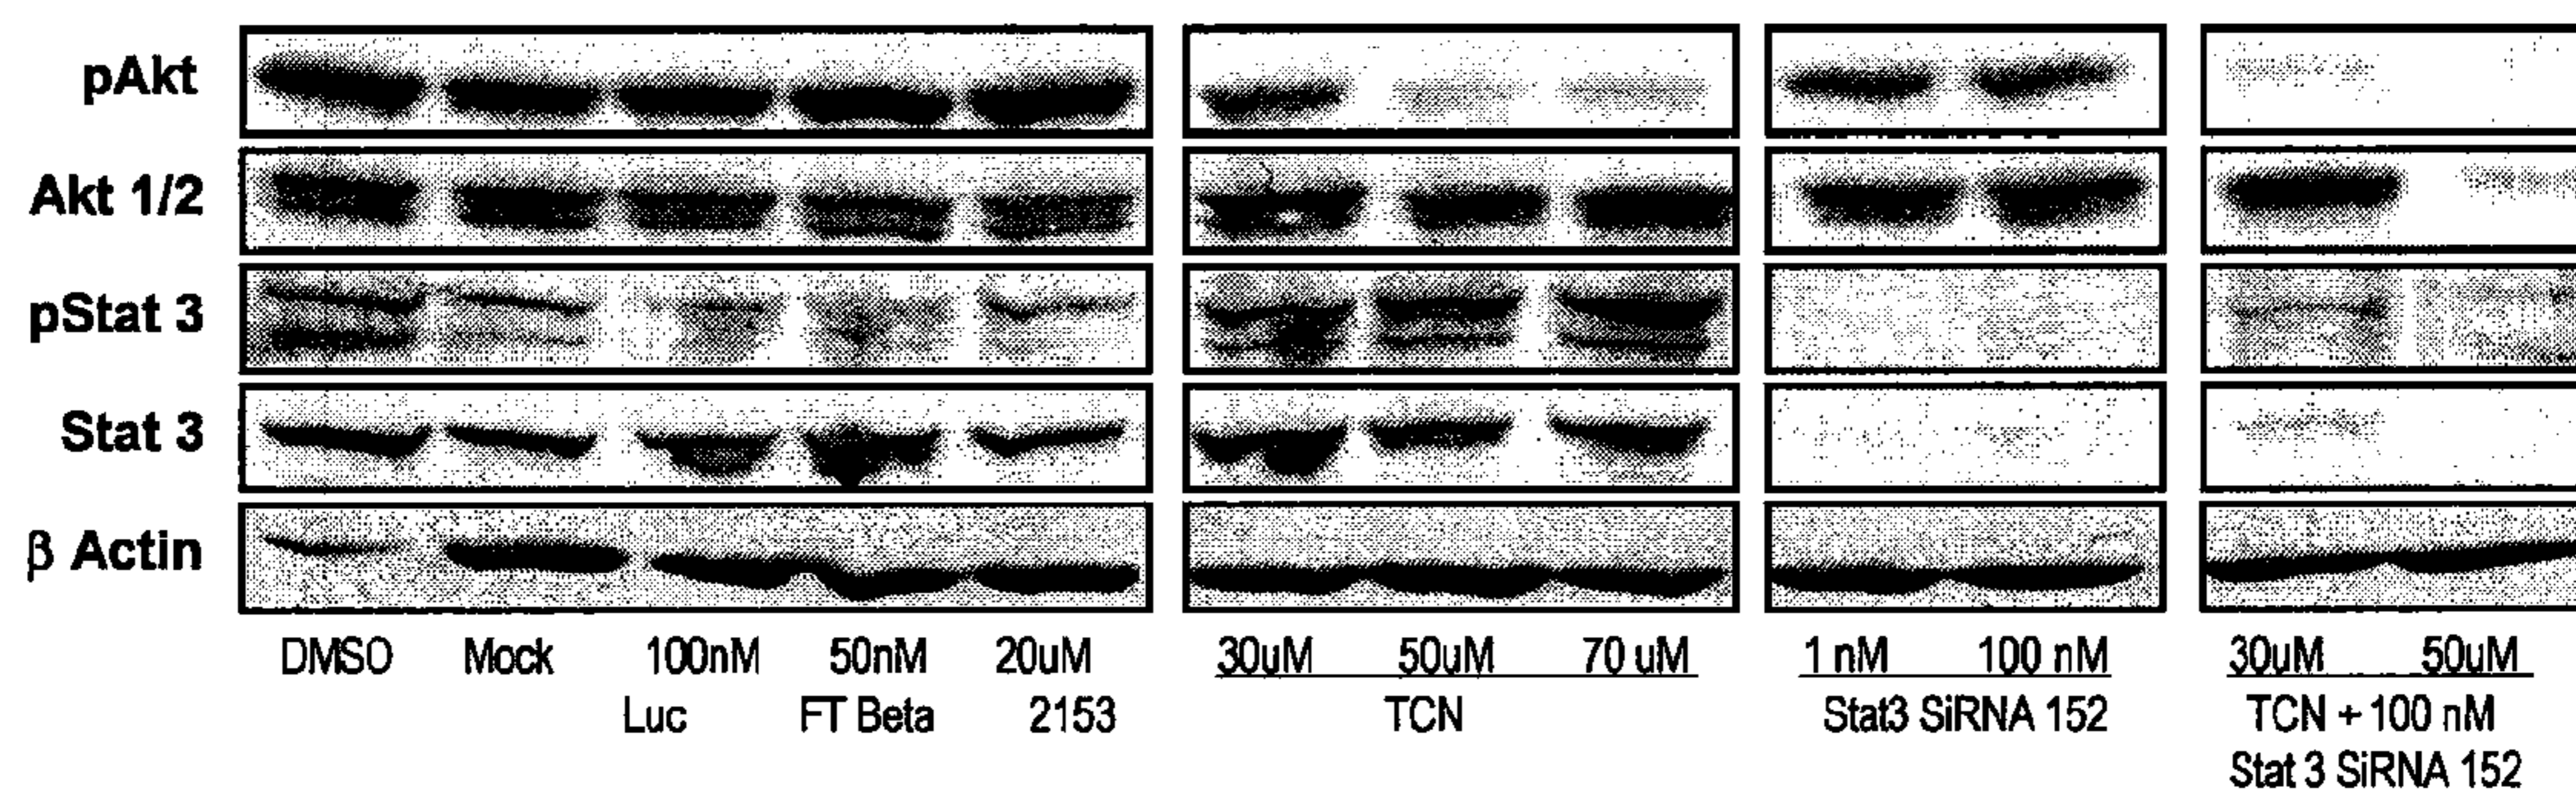 pAkt
Akt 1/2
pStat 3
Stat 3
β Actin
DMSO Mock 100nM 50nM 20uM 30uM 50uM 70 uM 1 nM 100 nM 30uM 50uM
Luc FT Beta 2153 TCN Stat3 SiRNA 152 TCN + 100 nM
Stat 3 SiRNA 152